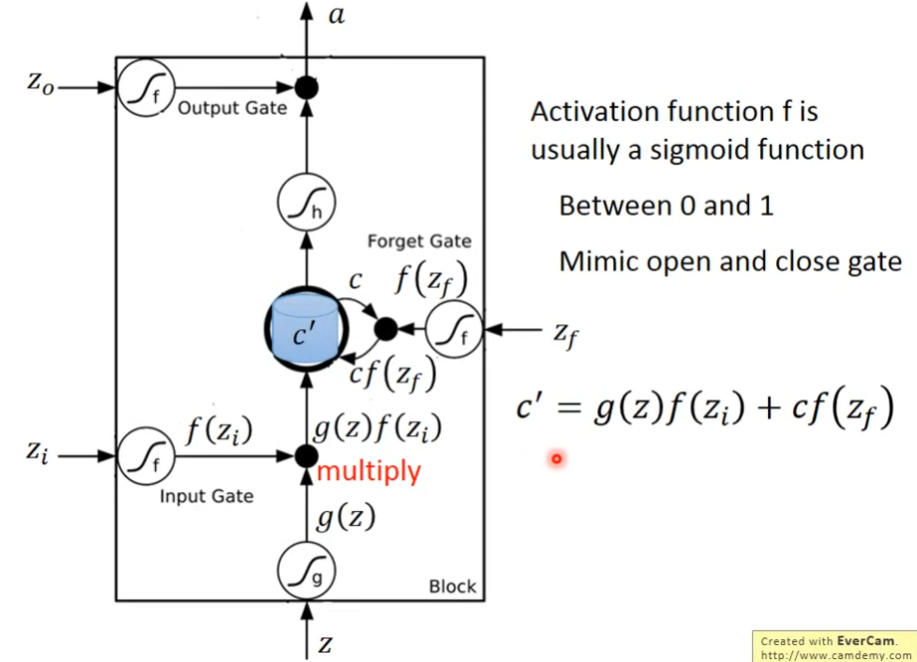 a
z_o
f
Output Gate
h
Forget Gate
c
f(z_f)
c'
f
z_f
cf(z_f)
f(z_i)
g(z)f(z_i)
z_i
f
multiply
Input Gate
g(z)
g
Block
z
Activation function f is
usually a sigmoid function
Between 0 and 1
Mimic open and close gate
c' = g(z)f(z_i) + cf(z_f)
Created with EverCam.
http://www.camdemy.com